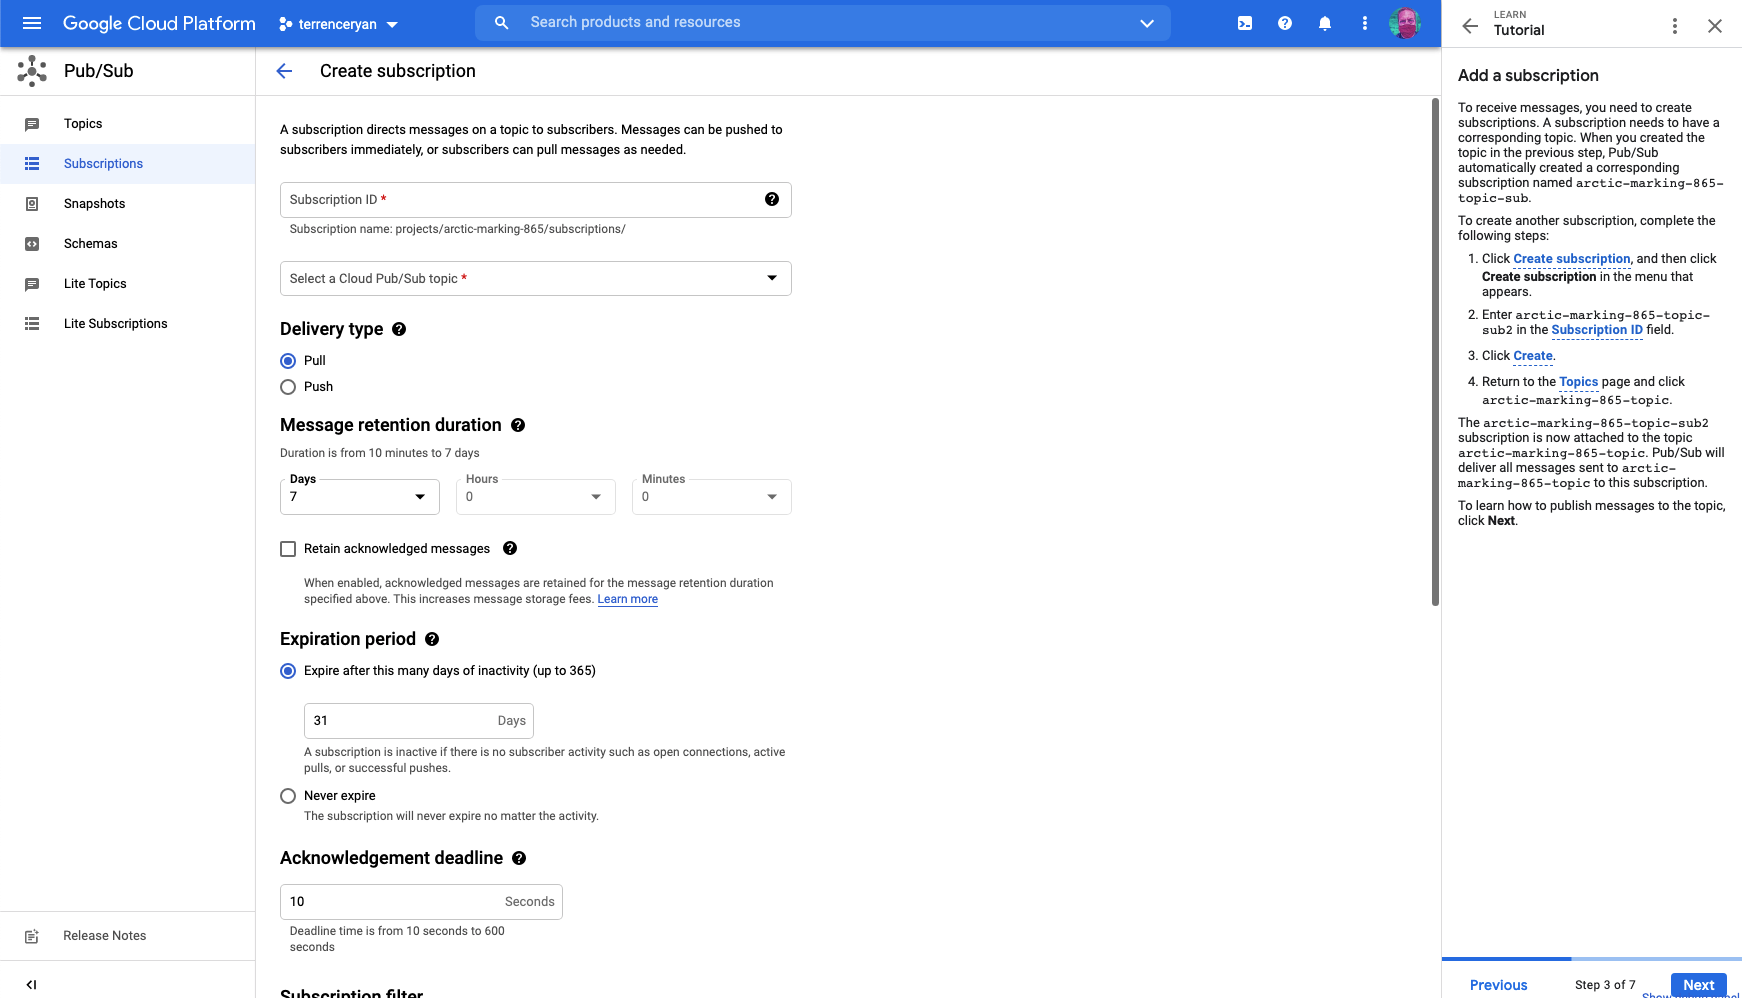 Google Cloud Platform
terrenceryan
Search products and resources
LEARN
Tutorial
Pub/Sub
Create subscription
Topics
Subscriptions
Snapshots
Schemas
Lite Topics
Lite Subscriptions
Release Notes
A subscription directs messages on a topic to subscribers. Messages can be pushed to
subscribers immediately, or subscribers can pull messages as needed.
Subscription ID *
Subscription name: projects/arctic-marking-865/subscriptions/
Select a Cloud Pub/Sub topic *
Delivery type
Pull
Push
Message retention duration
Duration is from 10 minutes to 7 days
Days
7
Hours
0
Minutes
0
Retain acknowledged messages
When enabled, acknowledged messages are retained for the message retention duration
specified above. This increases message storage fees. Learn more
Expiration period
Expire after this many days of inactivity (up to 365)
31 Days
A subscription is inactive if there is no subscriber activity such as open connections, active
pulls, or successful pushes.
Never expire
The subscription will never expire no matter the activity.
Acknowledgement deadline
10 Seconds
Deadline time is from 10 seconds to 600
seconds
Subscription filter
Add a subscription
To receive messages, you need to create
subscriptions. A subscription needs to have a
corresponding topic. When you created the
topic in the previous step, Pub/Sub
automatically created a corresponding
subscription named arctic-marking-865-
topic-sub.
To create another subscription, complete the
following steps:
1. Click Create subscription, and then click
Create subscription in the menu that
appears.
2. Enter arctic-marking-865-topic-
sub2 in the Subscription ID field.
3. Click Create.
4. Return to the Topics page and click
arctic-marking-865-topic.
The arctic-marking-865-topic-sub2
subscription is now attached to the topic
arctic-marking-865-topic. Pub/Sub will
deliver all messages sent to arctic-
marking-865-topic to this subscription.
To learn how to publish messages to the topic,
click Next.
Previous
Step 3 of 7
Next